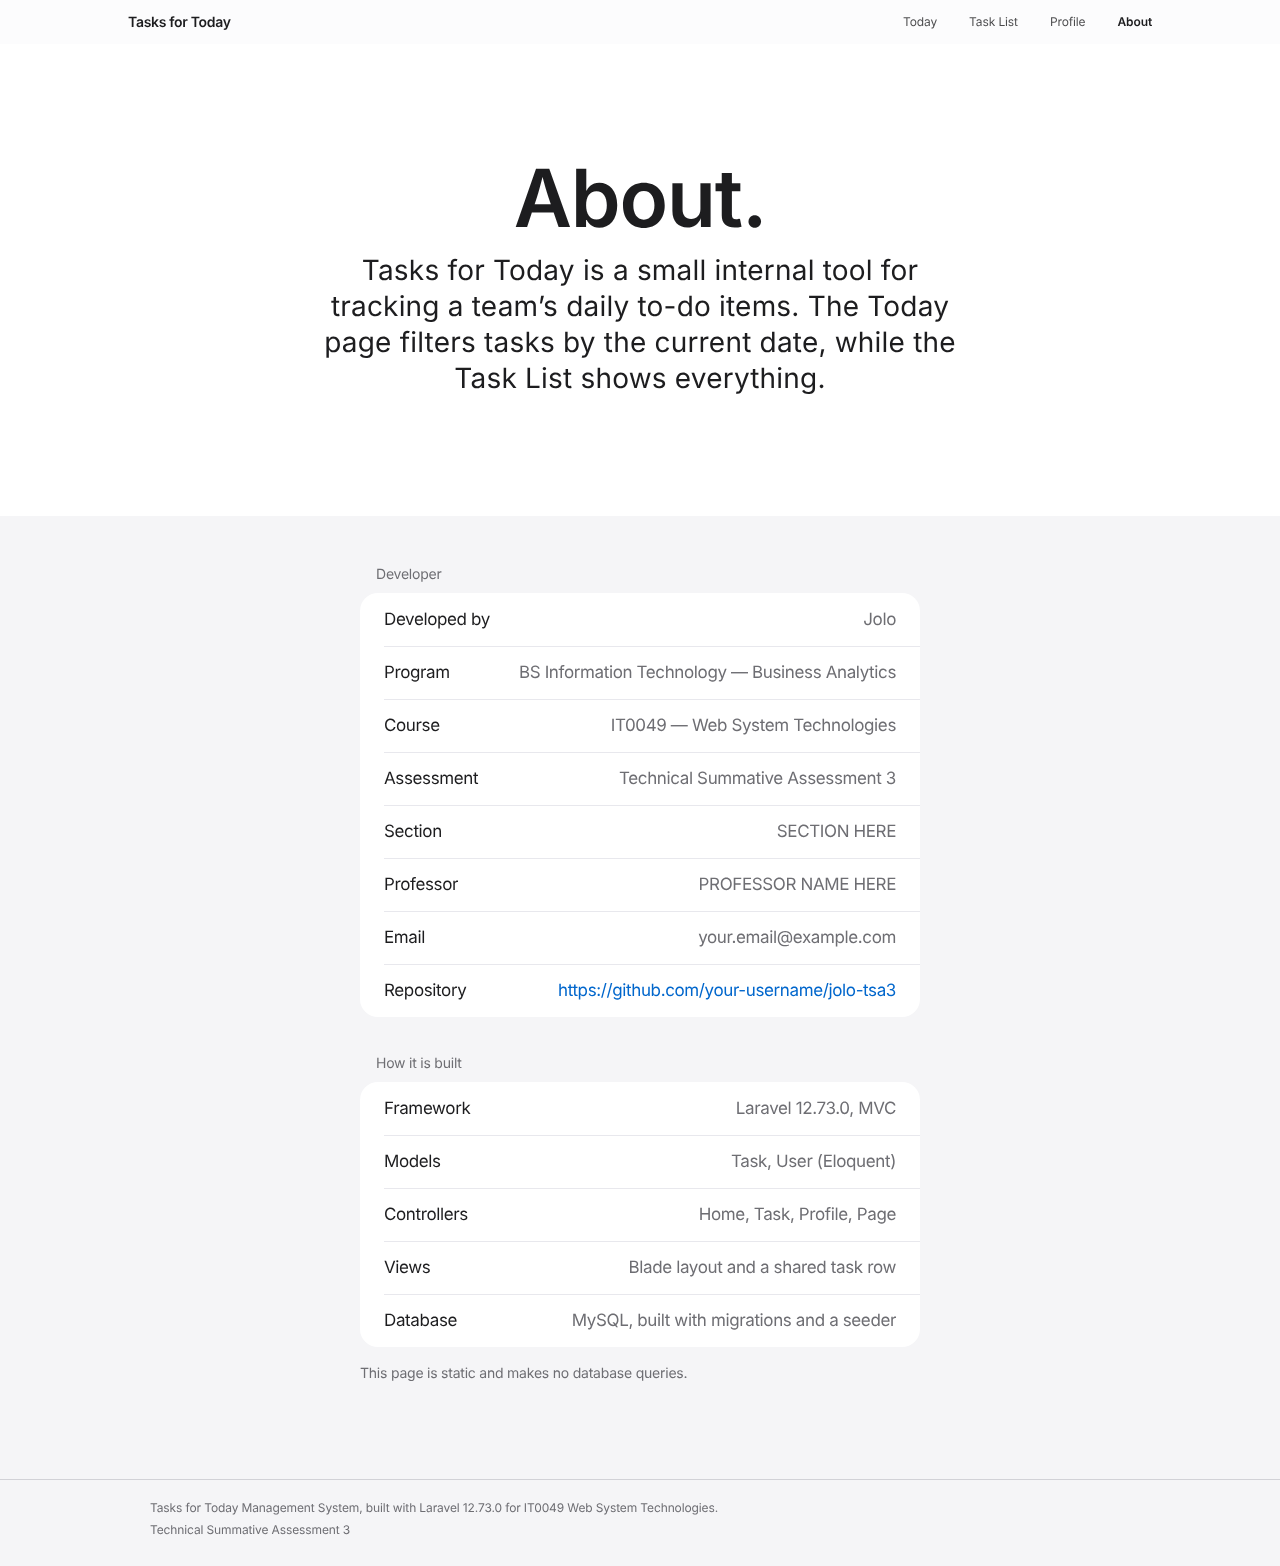 Tasks for Today
Today Task List Profile About
About.
Tasks for Today is a small internal tool for
tracking a team’s daily to-do items. The Today
page filters tasks by the current date, while the
Task List shows everything.
Developer
Developed by Jolo
Program BS Information Technology — Business Analytics
Course IT0049 — Web System Technologies
Assessment Technical Summative Assessment 3
Section SECTION HERE
Professor PROFESSOR NAME HERE
Email your.email@example.com
Repository https://github.com/your-username/jolo-tsa3
How it is built
Framework Laravel 12.73.0, MVC
Models Task, User (Eloquent)
Controllers Home, Task, Profile, Page
Views Blade layout and a shared task row
Database MySQL, built with migrations and a seeder
This page is static and makes no database queries.
Tasks for Today Management System, built with Laravel 12.73.0 for IT0049 Web System Technologies.
Technical Summative Assessment 3